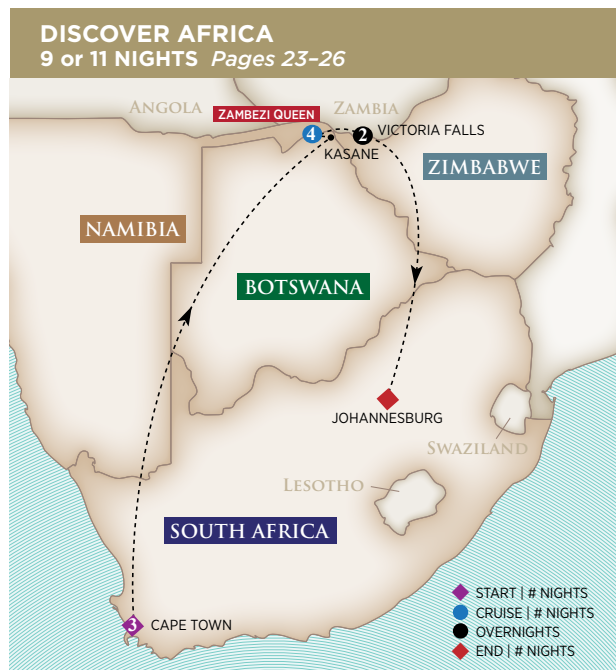 DISCOVER AFRICA
9 or 11 NIGHTS Pages 23–26
ANGOLA
ZAMBEZI QUEEN
ZAMBIA
4
2
VICTORIA FALLS
KASANE
ZIMBABWE
NAMIBIA
BOTSWANA
JOHANNESBURG
SWAZILAND
LESOTHO
SOUTH AFRICA
3
CAPE TOWN
START | # NIGHTS
CRUISE | # NIGHTS
OVERNIGHTS
END | # NIGHTS